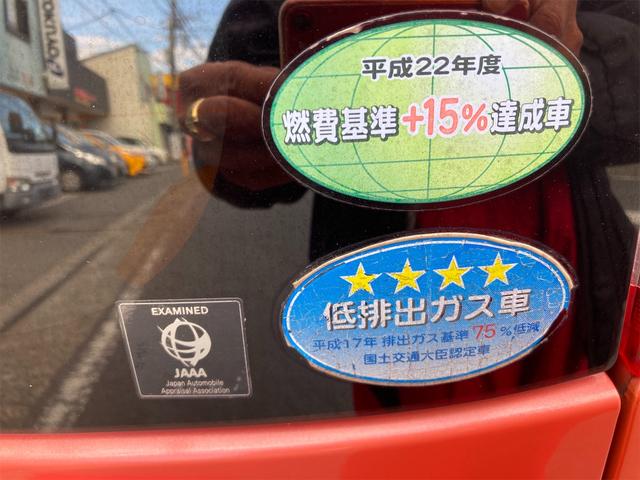 平成22年度
燃費基準+15%達成車
低排出ガス車
平成17年 排出ガス基準 75%低減
国土交通大臣認定車
EXAMINED
JAAA
Japan Automobile
Appraisal Association